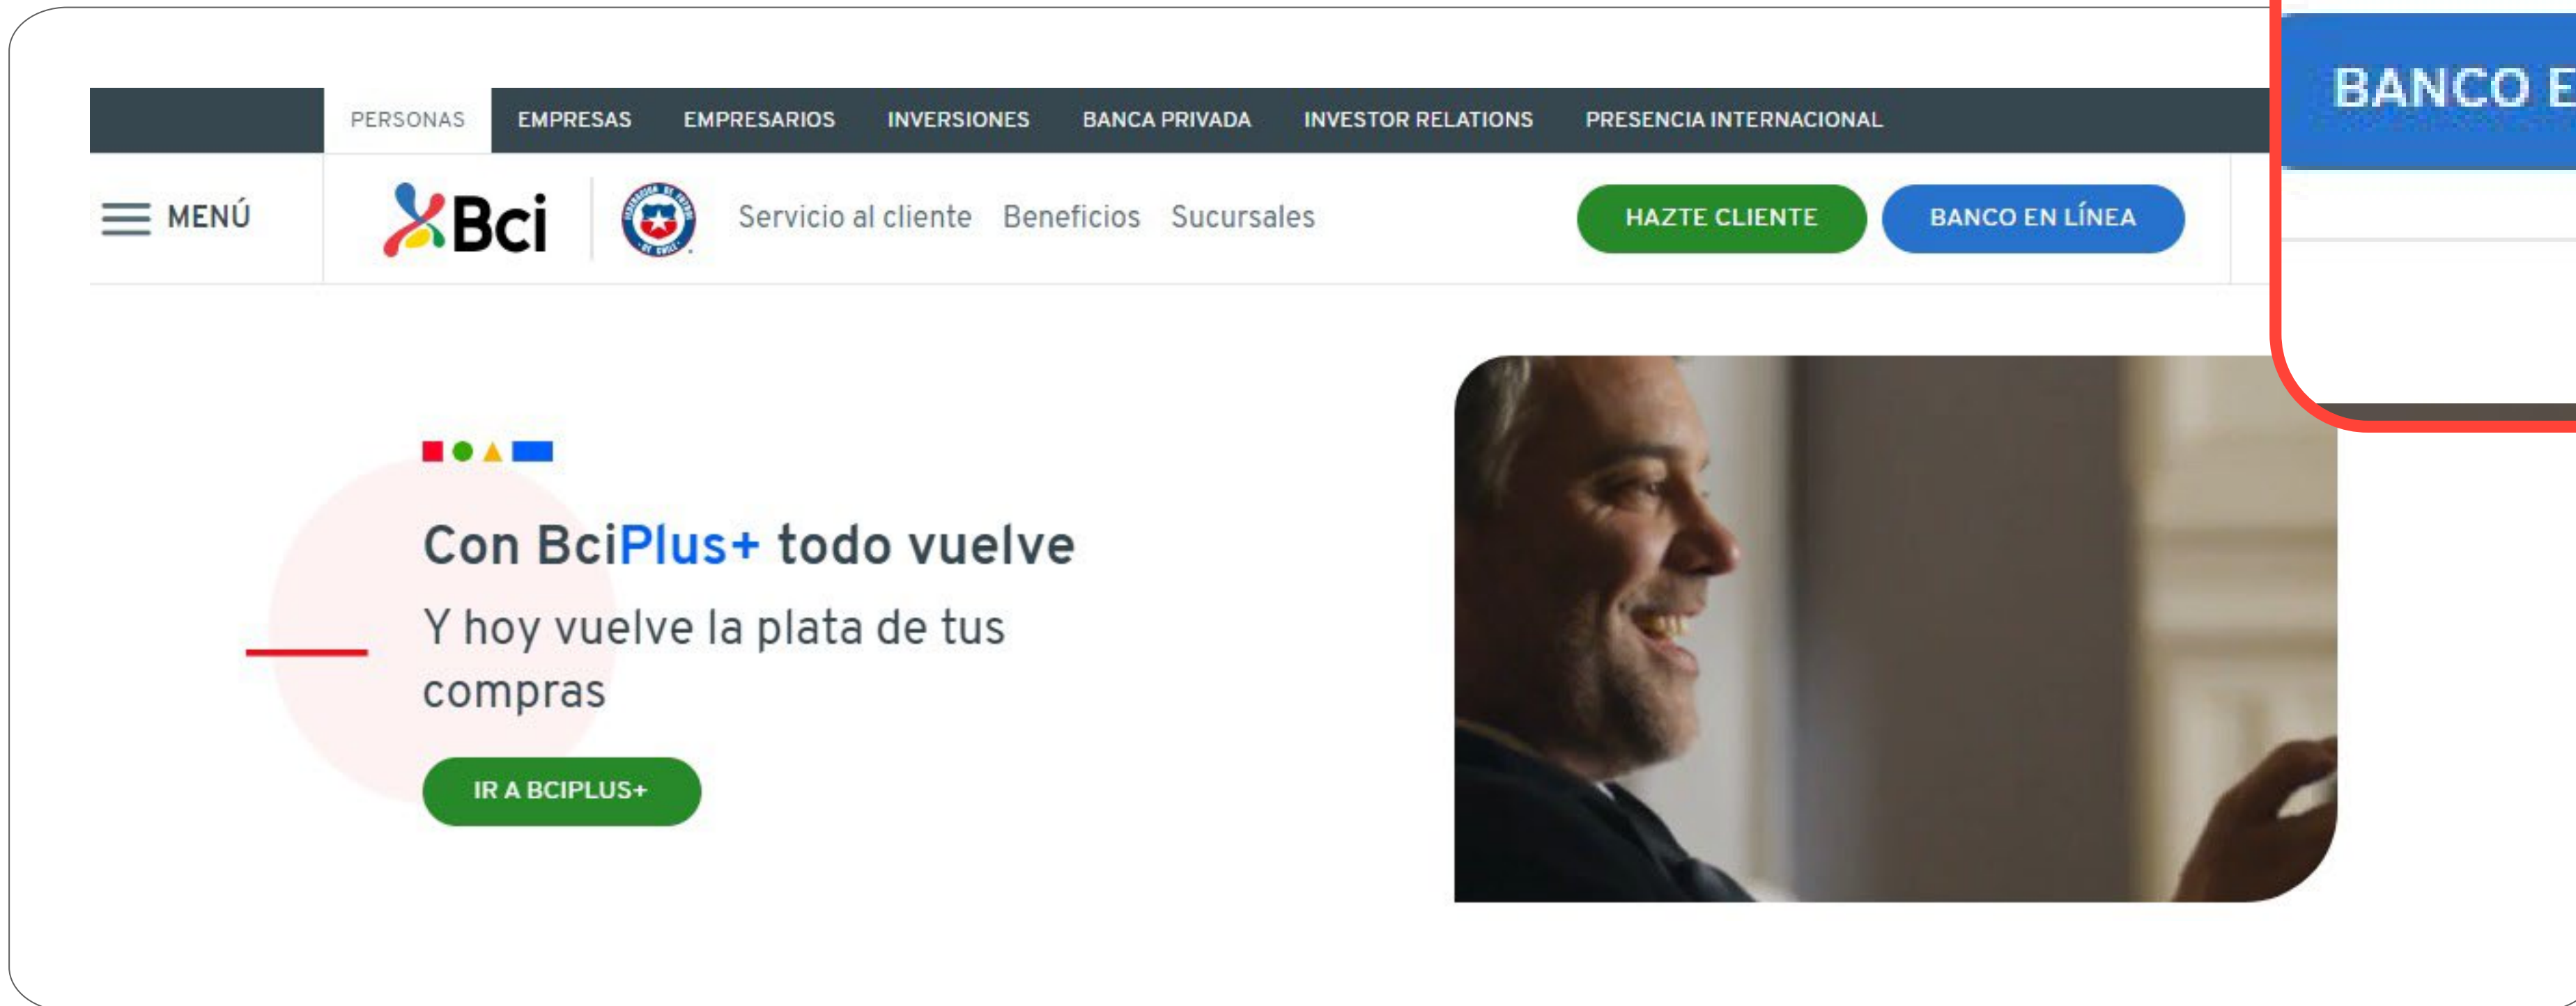 PERSONAS EMPRESAS EMPRESARIOS INVERSIONES BANCA PRIVADA INVESTOR RELATIONS PRESENCIA INTERNACIONAL
MENÚ Bci Servicio al cliente Beneficios Sucursales HAZTE CLIENTE BANCO EN LÍNEA
BANCO E
Con BciPlus+ todo vuelve
Y hoy vuelve la plata de tus
compras
IR A BCIPLUS+